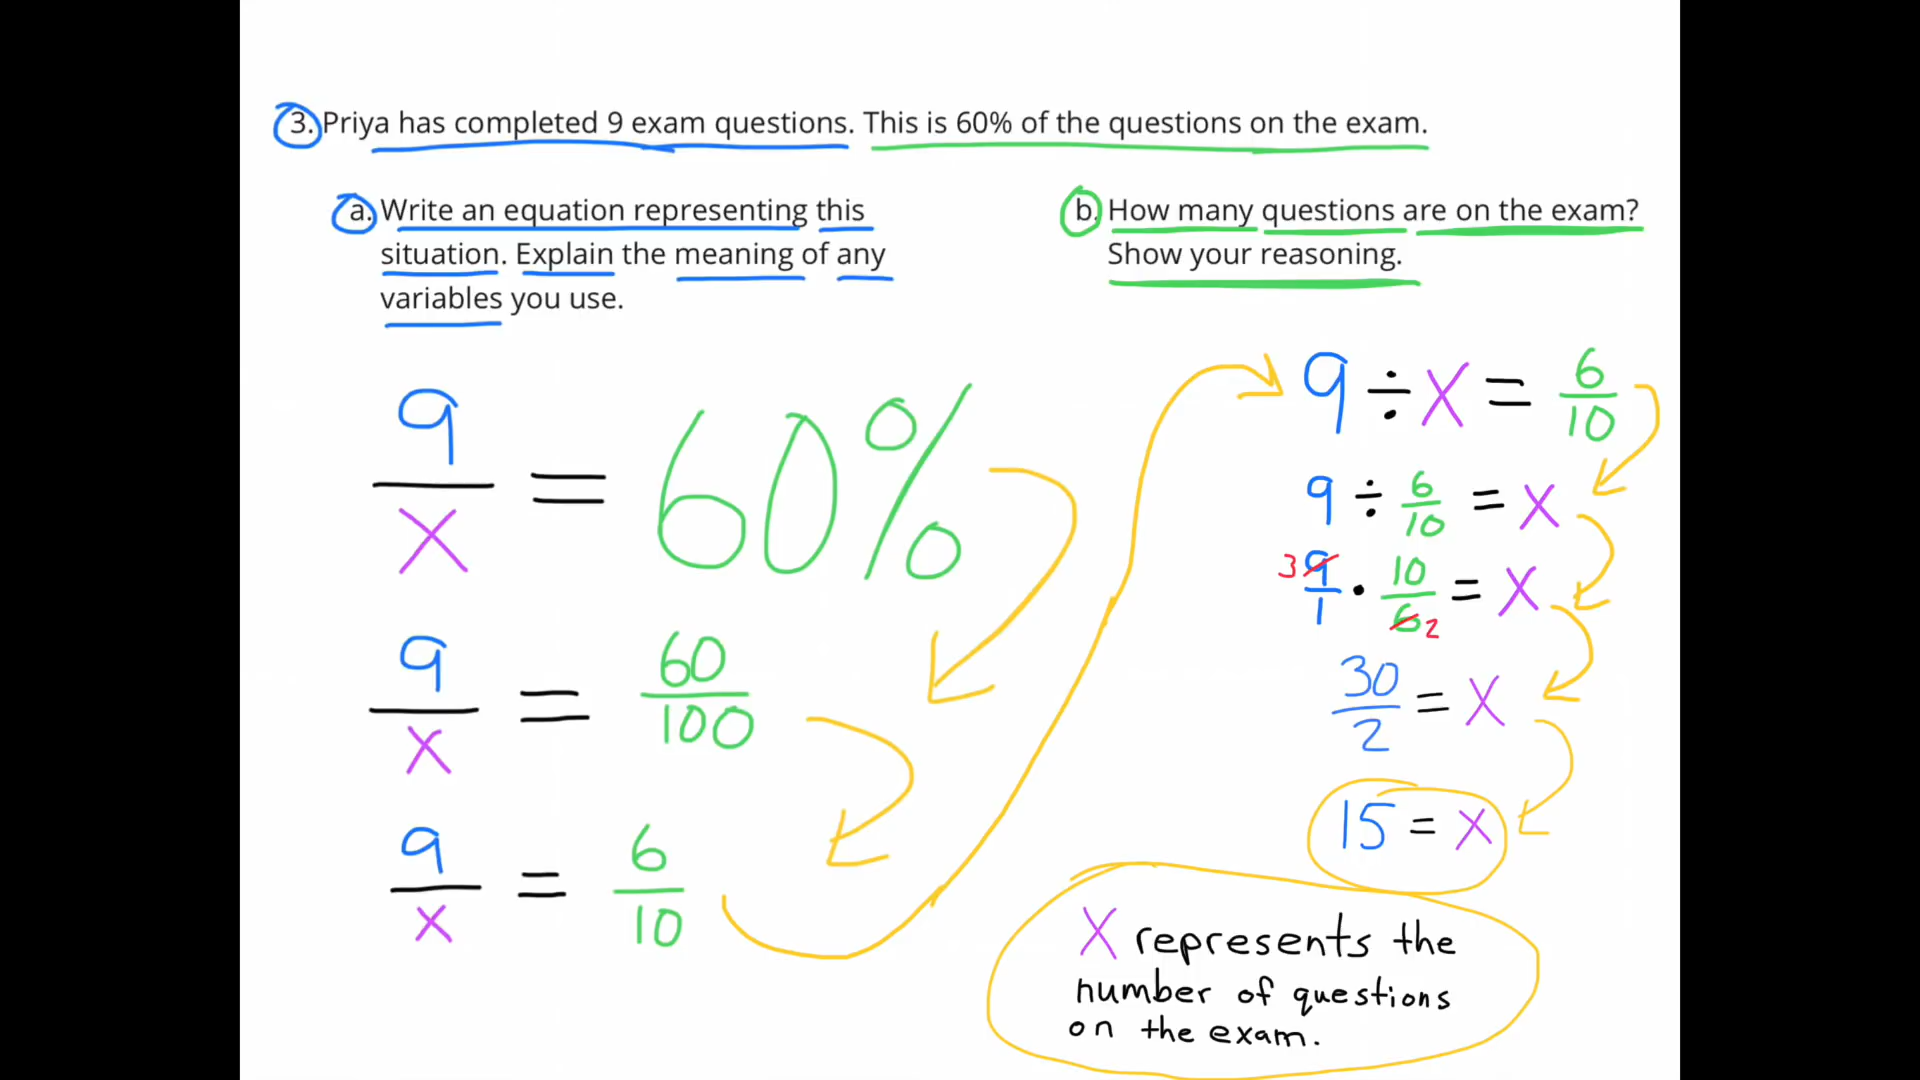 3. Priya has completed 9 exam questions. This is 60% of the questions on the exam.
a. Write an equation representing this
situation. Explain the meaning of any
variables you use.
9/x = 60%
9/x = 60/100
9/x = 6/10
b. How many questions are on the exam?
Show your reasoning.
9 ÷ x = 6/10
9 ÷ 6/10 = x
3 9/1 • 10/6 2 = x
30/2 = x
15 = x
X represents the
number of questions
on the exam.